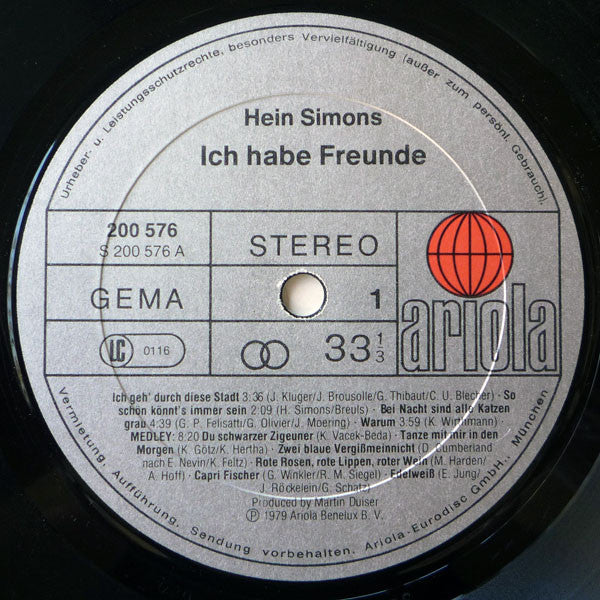 Urheber- u. Leistungsschutzrechte, besonders Vervielfältigung (außer zum persönl. Gebrauch),
Hein Simons
Ich habe Freunde
200 576
S 200 576 A
STEREO
GEMA
1
LC 0116
33 1/3
ariola
Ich geh' durch diese Stadt 3:36 (J. Kluger/J. Brousolle/G. Thibaut/C. U. Blecher) · So
schön könnt's immer sein 2:09 (H. Simons/Breuls) · Bei Nacht sind alle Katzen
grau 4:39 (G. P. Felisatti/G. Olivier/J. Moering) · Warum 3:59 (K. Wirthmann)
MEDLEY: 8:20 Du schwarzer Zigeuner (K. Vacek-Beda) · Tanze mit mir in den
Morgen (K. Götz/K. Hertha) · Zwei blaue Vergißmeinnicht (D. Cumberland
nach E. Nevin/K. Feltz) · Rote Rosen, rote Lippen, roter Wein (M. Harden/
A. Hoff) · Capri Fischer (G. Winkler/R. M. Siegel) · Edelweiß (E. Jung/
J. Röckelein/G. Schatz)
Produced by Martin Duiser
℗ 1979 Ariola Benelux B. V.
Vermietung, Aufführung, Sendung vorbehalten. Ariola-Eurodisc GmbH., München